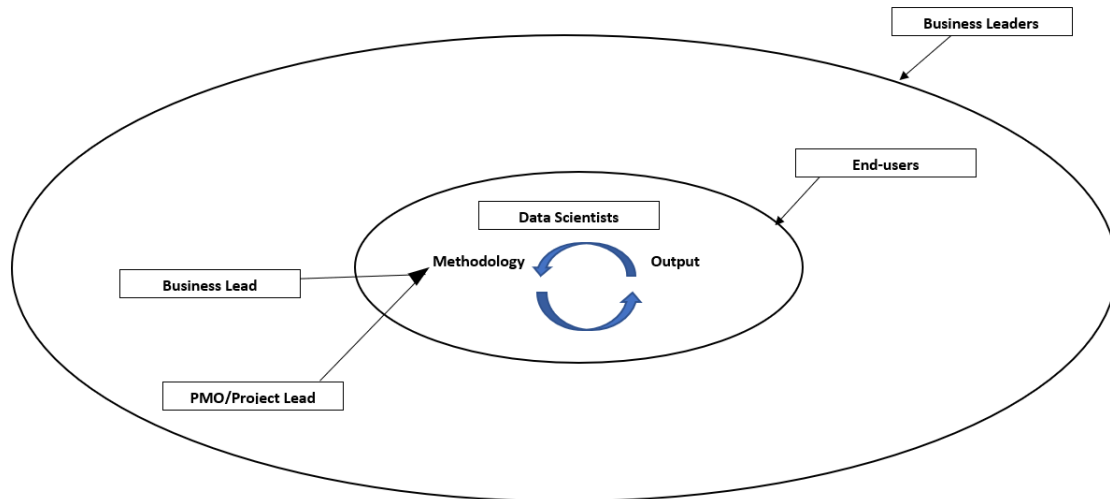 Business Leaders
End-users
Data Scientists
Methodology
Output
Business Lead
PMO/Project Lead